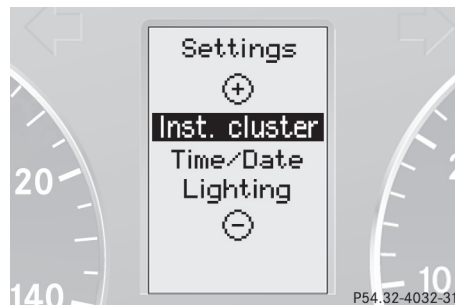 Settings
+
Inst. cluster
Time/Date
Lighting
-
20
140
10
P54.32-4032-31